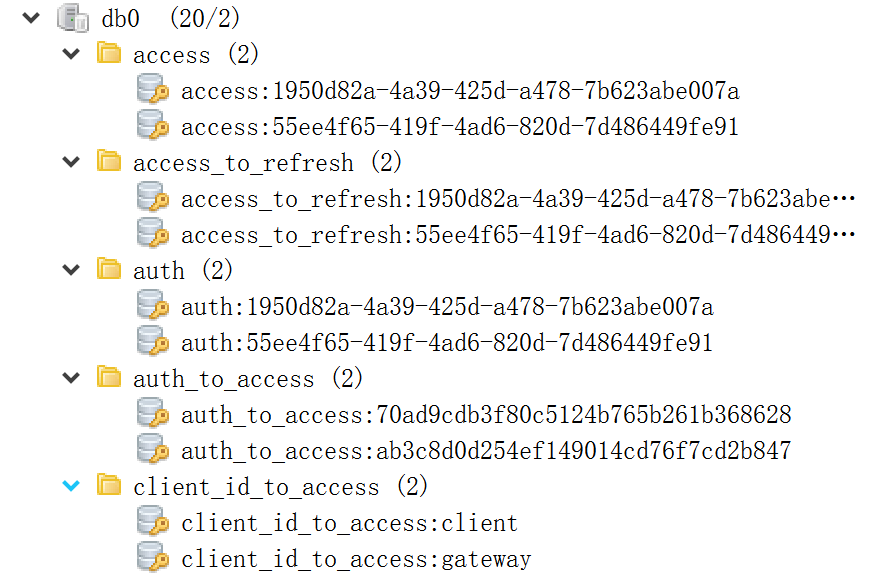 db0 (20/2)
access (2)
access:1950d82a-4a39-425d-a478-7b623abe007a
access:55ee4f65-419f-4ad6-820d-7d486449fe91
access_to_refresh (2)
access_to_refresh:1950d82a-4a39-425d-a478-7b623abe…
access_to_refresh:55ee4f65-419f-4ad6-820d-7d486449…
auth (2)
auth:1950d82a-4a39-425d-a478-7b623abe007a
auth:55ee4f65-419f-4ad6-820d-7d486449fe91
auth_to_access (2)
auth_to_access:70ad9cdb3f80c5124b765b261b368628
auth_to_access:ab3c8d0d254ef149014cd76f7cd2b847
client_id_to_access (2)
client_id_to_access:client
client_id_to_access:gateway